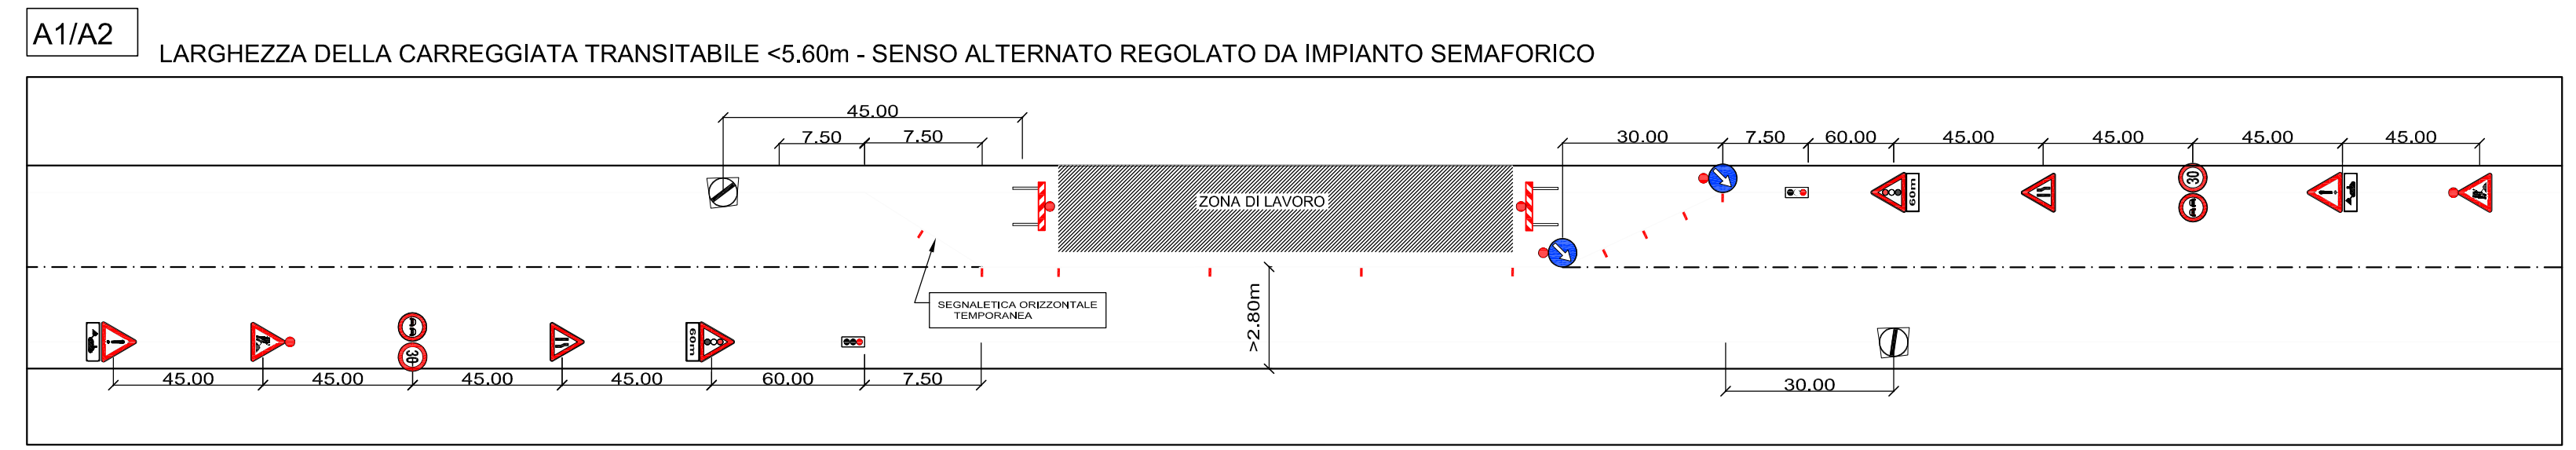 A1/A2
LARGHEZZA DELLA CARREGGIATA TRANSITABILE <5.60m - SENSO ALTERNATO REGOLATO DA IMPIANTO SEMAFORICO
45.00
7.50 7.50
30.00 7.50 60.00 45.00 45.00 45.00 45.00
ZONA DI LAVORO
60m
30
SEGNALETICA ORIZZONTALE
TEMPORANEA
>2.80m
30
60m
45.00 45.00 45.00 45.00 60.00 7.50
30.00